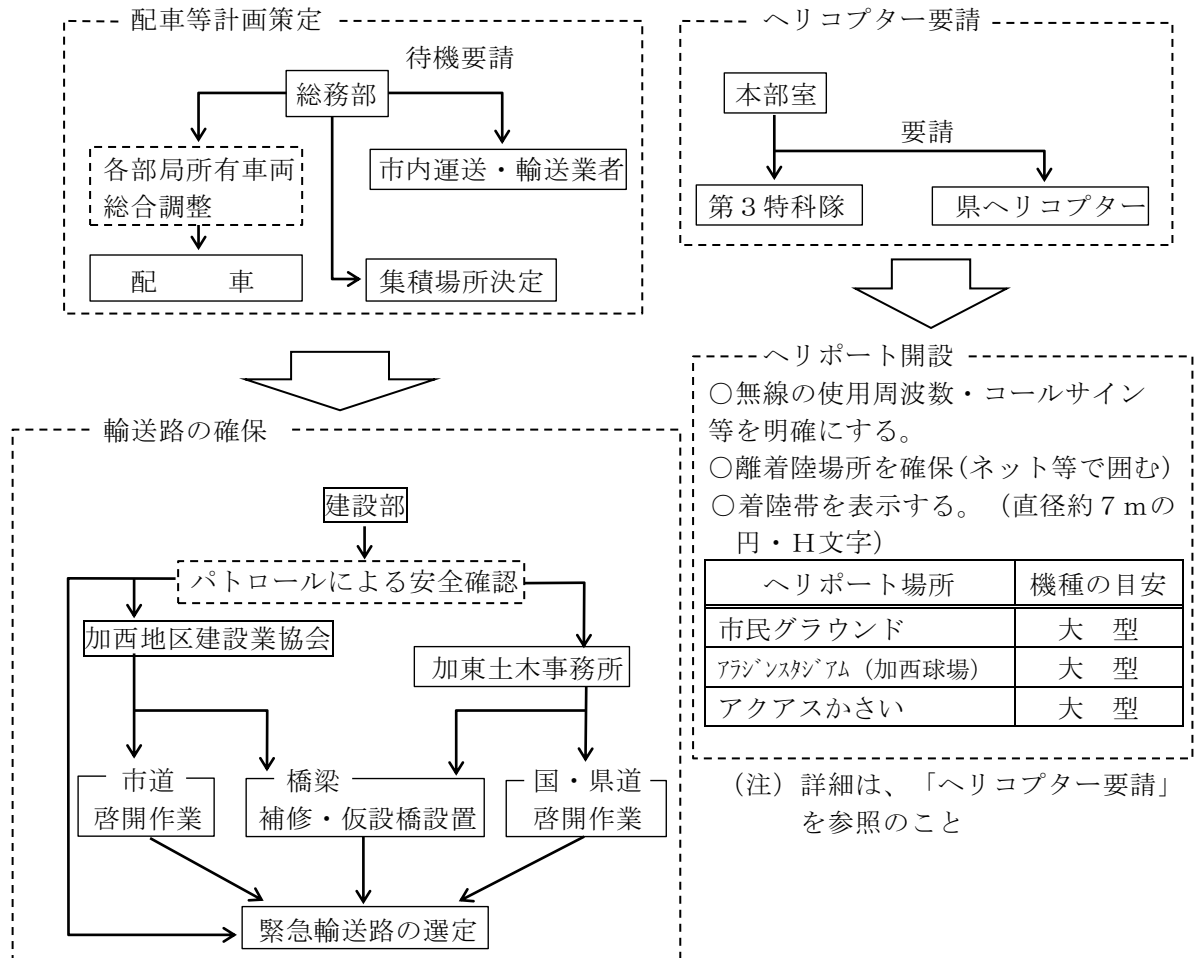 配車等計画策定
待機要請
総務部
各部局所有車両
総合調整
市内運送・輸送業者
配　　車
集積場所決定
ヘリコプター要請
本部室
要請
第３特科隊
県ヘリコプター
輸送路の確保
建設部
パトロールによる安全確認
加西地区建設業協会
加東土木事務所
市道
啓開作業
橋梁
補修・仮設橋設置
国・県道
啓開作業
緊急輸送路の選定
ヘリポート開設
○無線の使用周波数・コールサイン
等を明確にする。
○離着陸場所を確保(ネット等で囲む)
○着陸帯を表示する。（直径約７ｍの
円・Ｈ文字）
ヘリポート場所　機種の目安
市民グラウンド　大　型
ｱﾗｼﾞﾝｽﾀｼﾞｱﾑ（加西球場）　大　型
アクアスかさい　大　型
（注）詳細は、「ヘリコプター要請」
を参照のこと